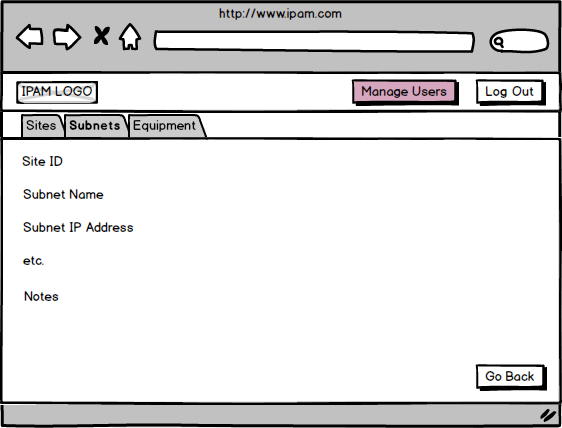 http://www.ipam.com
IPAM LOGO
Manage Users
Log Out
Sites
Subnets
Equipment
Site ID
Subnet Name
Subnet IP Address
etc.
Notes
Go Back